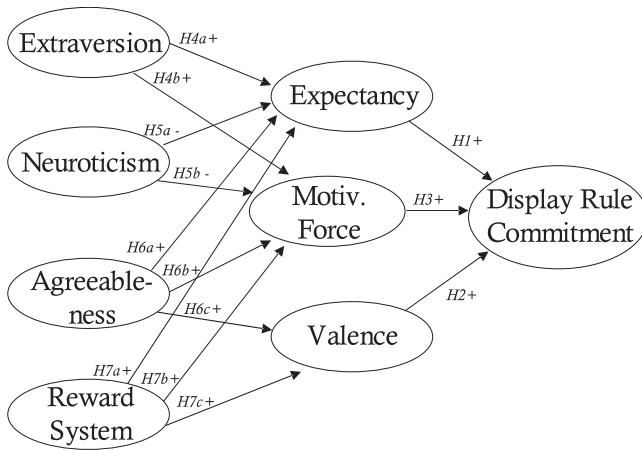 Extraversion
H4a+
H4b+
Expectancy
H1+
H5a -
Neuroticism
H5b -
Motiv.
Force
H3+
Display Rule
Commitment
H6a+
H6b+
Agreeable-
ness
H6c+
H2+
Valence
H7a+
H7b+
H7c+
Reward
System